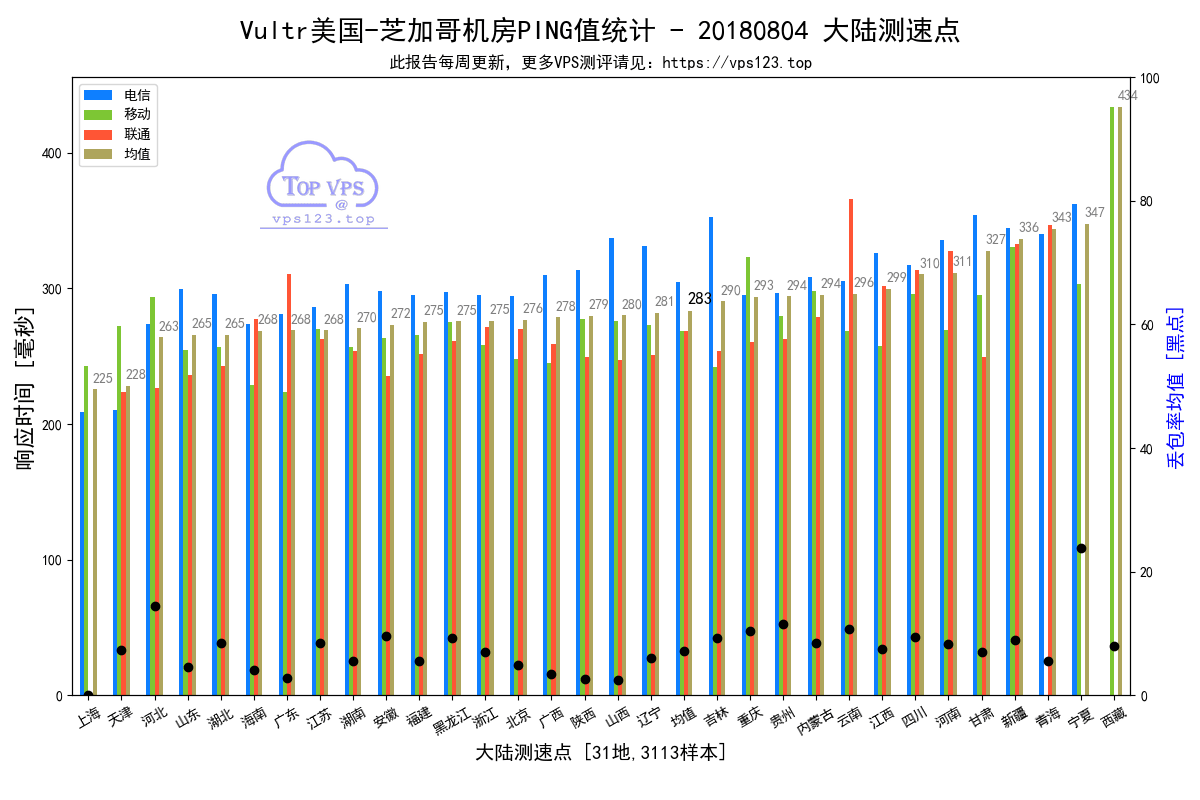 Vultr美国-芝加哥机房PING值统计 - 20180804 大陆测速点
此报告每周更新，更多VPS测评请见：https://vps123.top
电信
移动
联通
均值
TOP VPS
@
vps123.top
响应时间 [毫秒]
0
100
200
300
400
225 228 263 265 265 268 268 268 270 272 275 275 275 276 278 279 280 281 283 290 293 294 294 296 299 310 311 327 336 343 347 434
0
20
40
60
80
100
丢包率均值 [黑点]
上海 天津 河北 山东 湖北 海南 广东 江苏 湖南 安徽 福建 黑龙江 浙江 北京 广西 陕西 山西 辽宁 均值 吉林 重庆 贵州 内蒙古 云南 江西 四川 河南 甘肃 新疆 青海 宁夏 西藏
大陆测速点 [31地,3113样本]